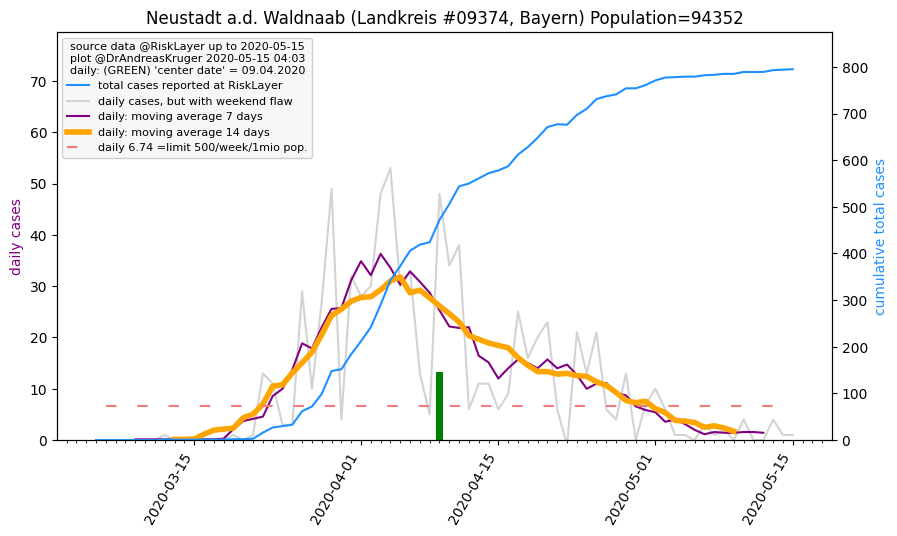 Neustadt a.d. Waldnaab (Landkreis #09374, Bayern) Population=94352
source data @RiskLayer up to 2020-05-15
plot @DrAndreasKruger 2020-05-15 04:03
daily: (GREEN) 'center date' = 09.04.2020
total cases reported at RiskLayer
daily cases, but with weekend flaw
daily: moving average 7 days
daily: moving average 14 days
daily 6.74 =limit 500/week/1mio pop.
daily cases
70
60
50
40
30
20
10
0
800
700
600
500
400
300
200
100
0
cumulative total cases
2020-03-15
2020-04-01
2020-04-15
2020-05-01
2020-05-15